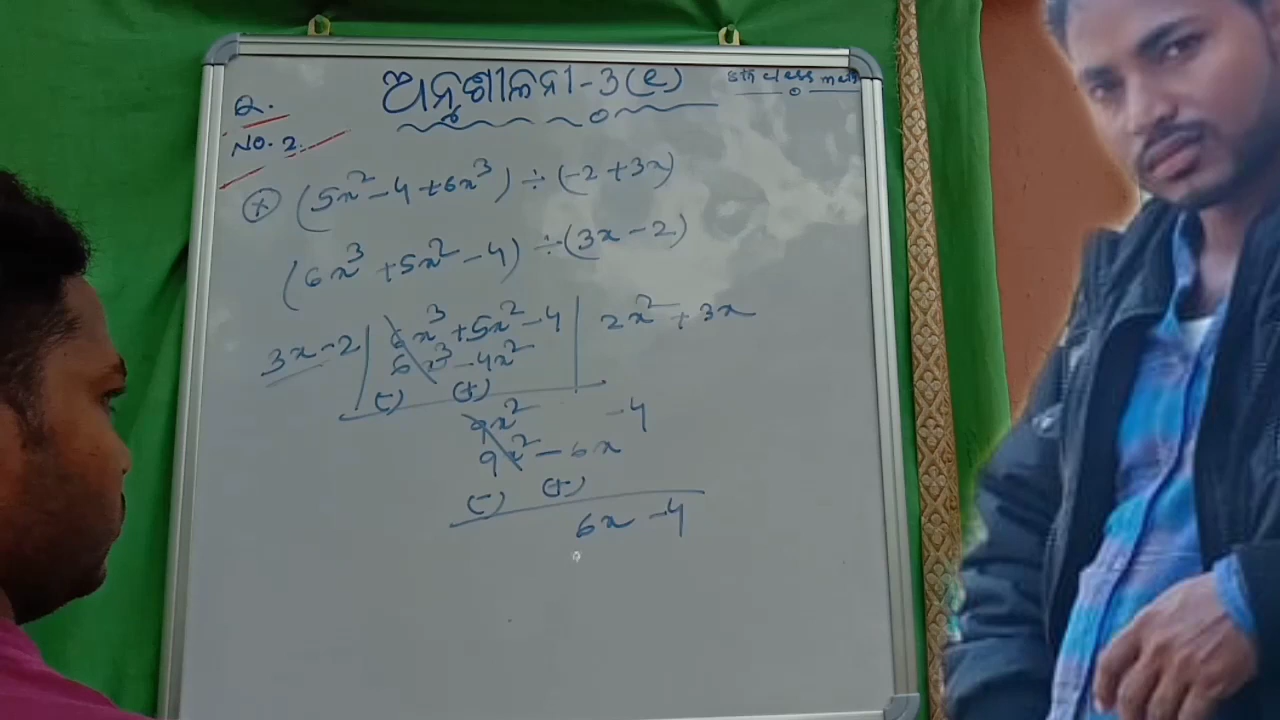 ଅନୁଶୀଳନୀ-3(e)
8th class math
Q.
No. 2.
(x) (5x²-4+6x³) ÷ (-2+3x)
(6x³+5x²-4) ÷ (3x-2)
3x-2 | 6x³+5x²-4 | 2x²+3x
6x³-4x²
(-) (+)
9x² -4
9x²-6x
(-) (+)
6x-4